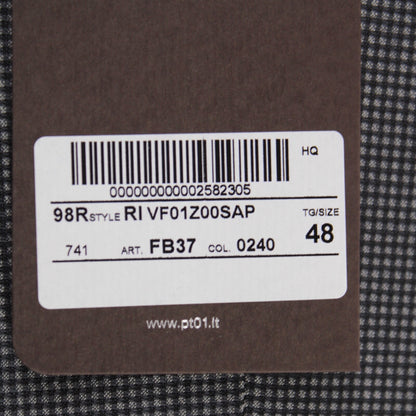 HQ
000000000002582305
98R STYLE RI VF01Z00SAP TG/SIZE
741 ART. FB37 COL. 0240 48
www.pt01.it